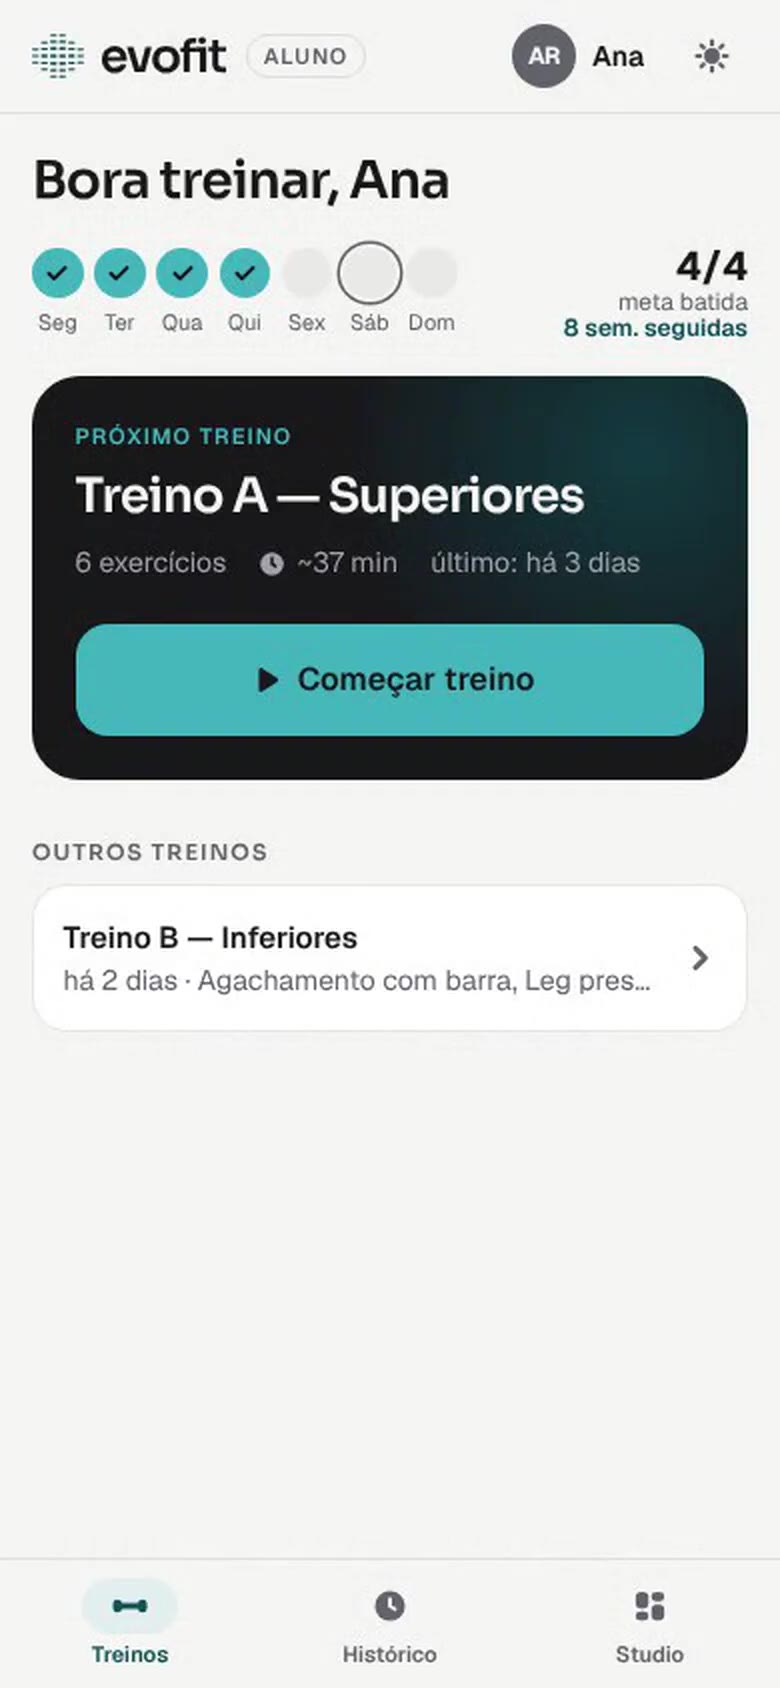 evofit ALUNO AR Ana
Bora treinar, Ana
4/4
Seg Ter Qua Qui Sex Sáb Dom
meta batida
8 sem. seguidas
PRÓXIMO TREINO
Treino A — Superiores
6 exercícios ~37 min último: há 3 dias
Começar treino
OUTROS TREINOS
Treino B — Inferiores
há 2 dias · Agachamento com barra, Leg pres...
Treinos Histórico Studio